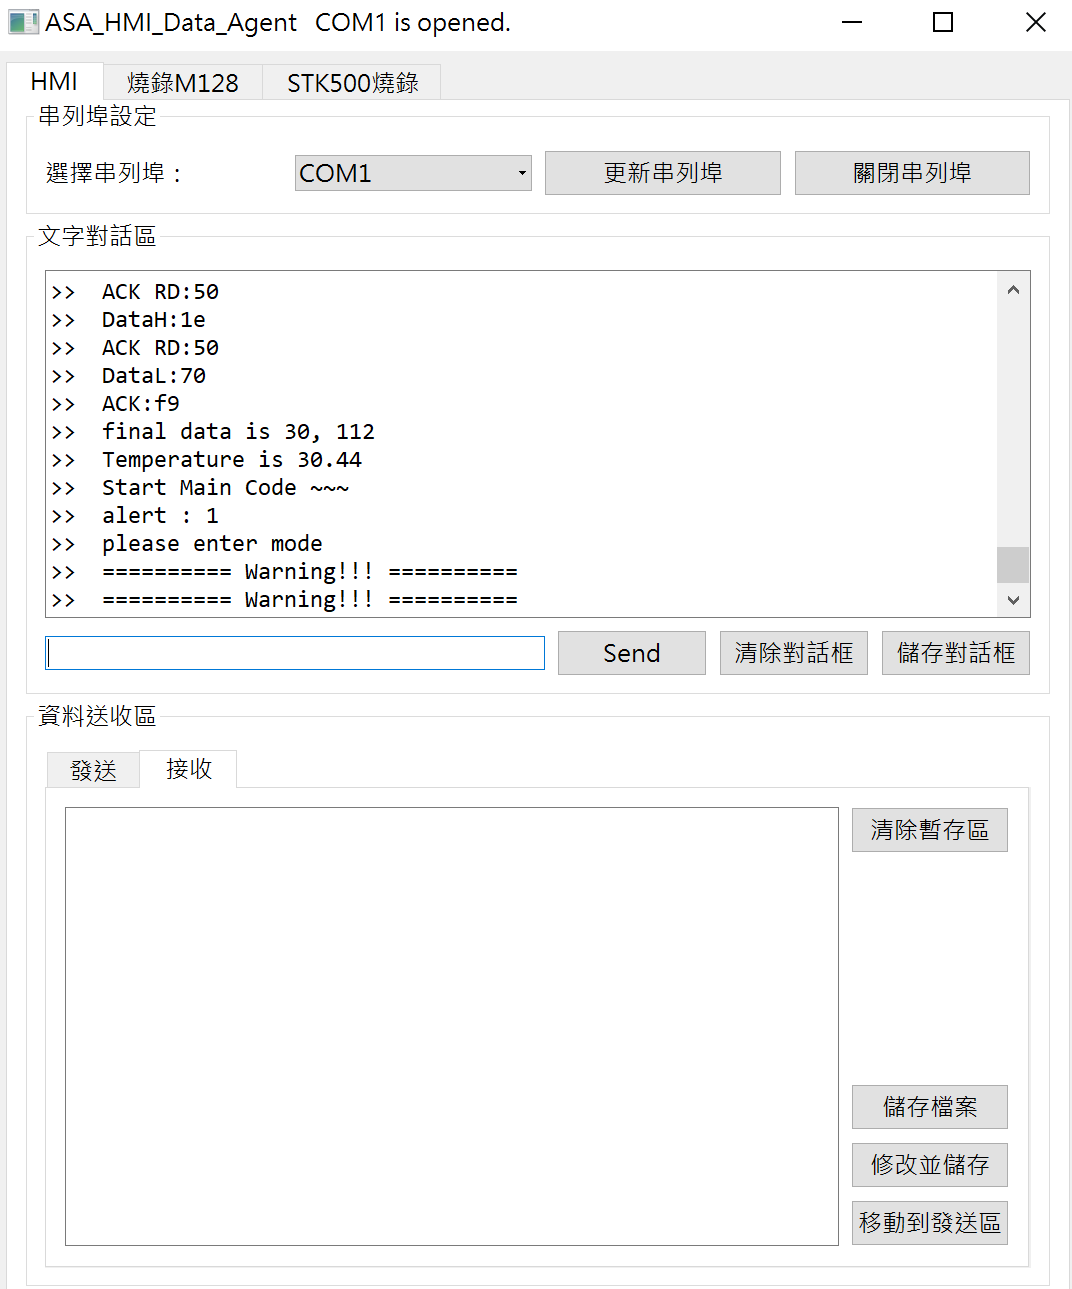 ASA_HMI_Data_Agent COM1 is opened.
HMI 燒錄M128 STK500燒錄
串列埠設定
選擇串列埠： COM1 更新串列埠 關閉串列埠
文字對話區
>> ACK RD:50
>> DataH:1e
>> ACK RD:50
>> DataL:70
>> ACK:f9
>> final data is 30, 112
>> Temperature is 30.44
>> Start Main Code ~~~
>> alert : 1
>> please enter mode
>> ========== Warning!!! ==========
>> ========== Warning!!! ==========
Send 清除對話框 儲存對話框
資料送收區
發送 接收
清除暫存區
儲存檔案
修改並儲存
移動到發送區